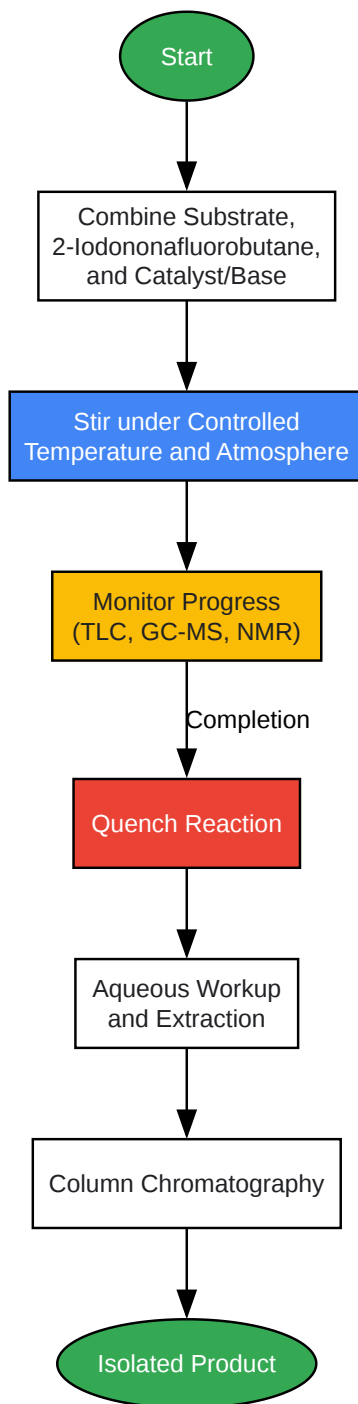 Start
Combine Substrate,
2-Iodononafluorobutane,
and Catalyst/Base
Stir under Controlled
Temperature and Atmosphere
Monitor Progress
(TLC, GC-MS, NMR)
Completion
Quench Reaction
Aqueous Workup
and Extraction
Column Chromatography
Isolated Product